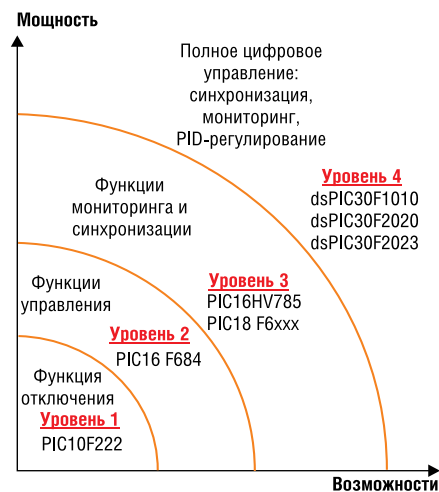 Мощность
Полное цифровое
управление:
синхронизация,
мониторинг,
PID-регулирование
Уровень 4
dsPIC30F1010
dsPIC30F2020
dsPIC30F2023
Функции
мониторинга и
синхронизации
Уровень 3
PIC16HV785
PIC18 F6xxx
Функции
управления
Уровень 2
PIC16 F684
Функция
отключения
Уровень 1
PIC10F222
Возможности